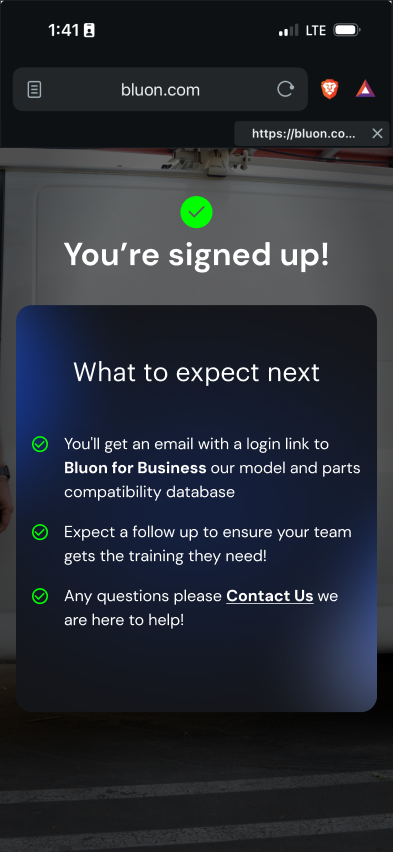 1:41
LTE
bluon.com
https://bluon.co...
You’re signed up!
What to expect next
You'll get an email with a login link to
Bluon for Business our model and parts
compatibility database
Expect a follow up to ensure your team
gets the training they need!
Any questions please Contact Us we
are here to help!